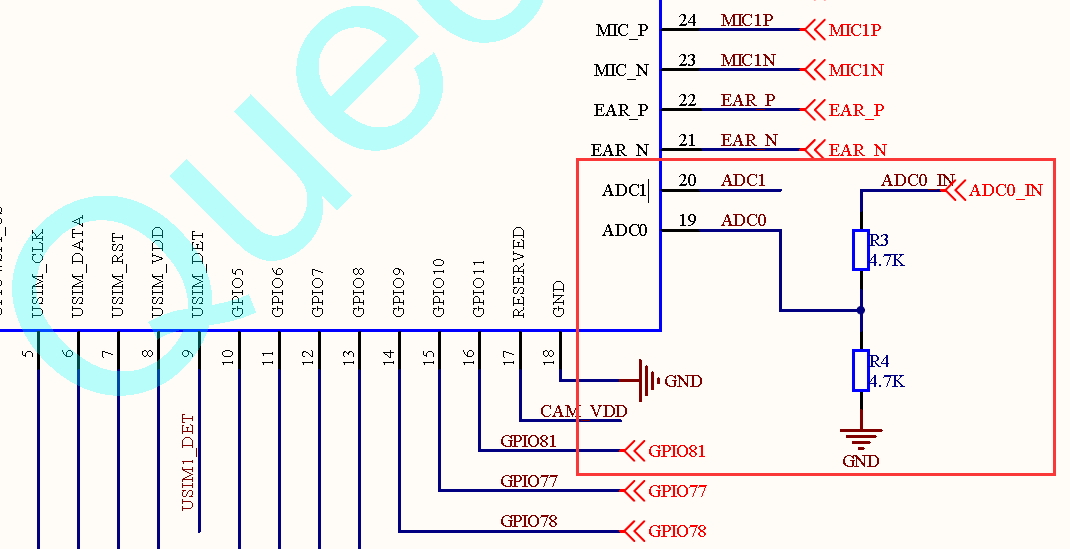 MIC_P 24 MIC1P MIC1P
MIC_N 23 MIC1N MIC1N
EAR_P 22 EAR_P EAR_P
EAR_N 21 EAR_N EAR_N
ADC1 20 ADC1 ADC0_IN ADC0_IN
ADC0 19 ADC0
R3
4.7K
R4
4.7K
GND
USIM_CLK
USIM_DATA
USIM_RST
USIM_VDD
USIM_DET
GPIO5
GPIO6
GPIO7
GPIO8
GPIO9
GPIO10
GPIO11
RESERVED
GND
5
6
7
8
9
10
11
12
13
14
15
16
17
18
GND
CAM_VDD
GPIO81 GPIO81
GPIO77 GPIO77
GPIO78 GPIO78
USIM1_DET
Quec